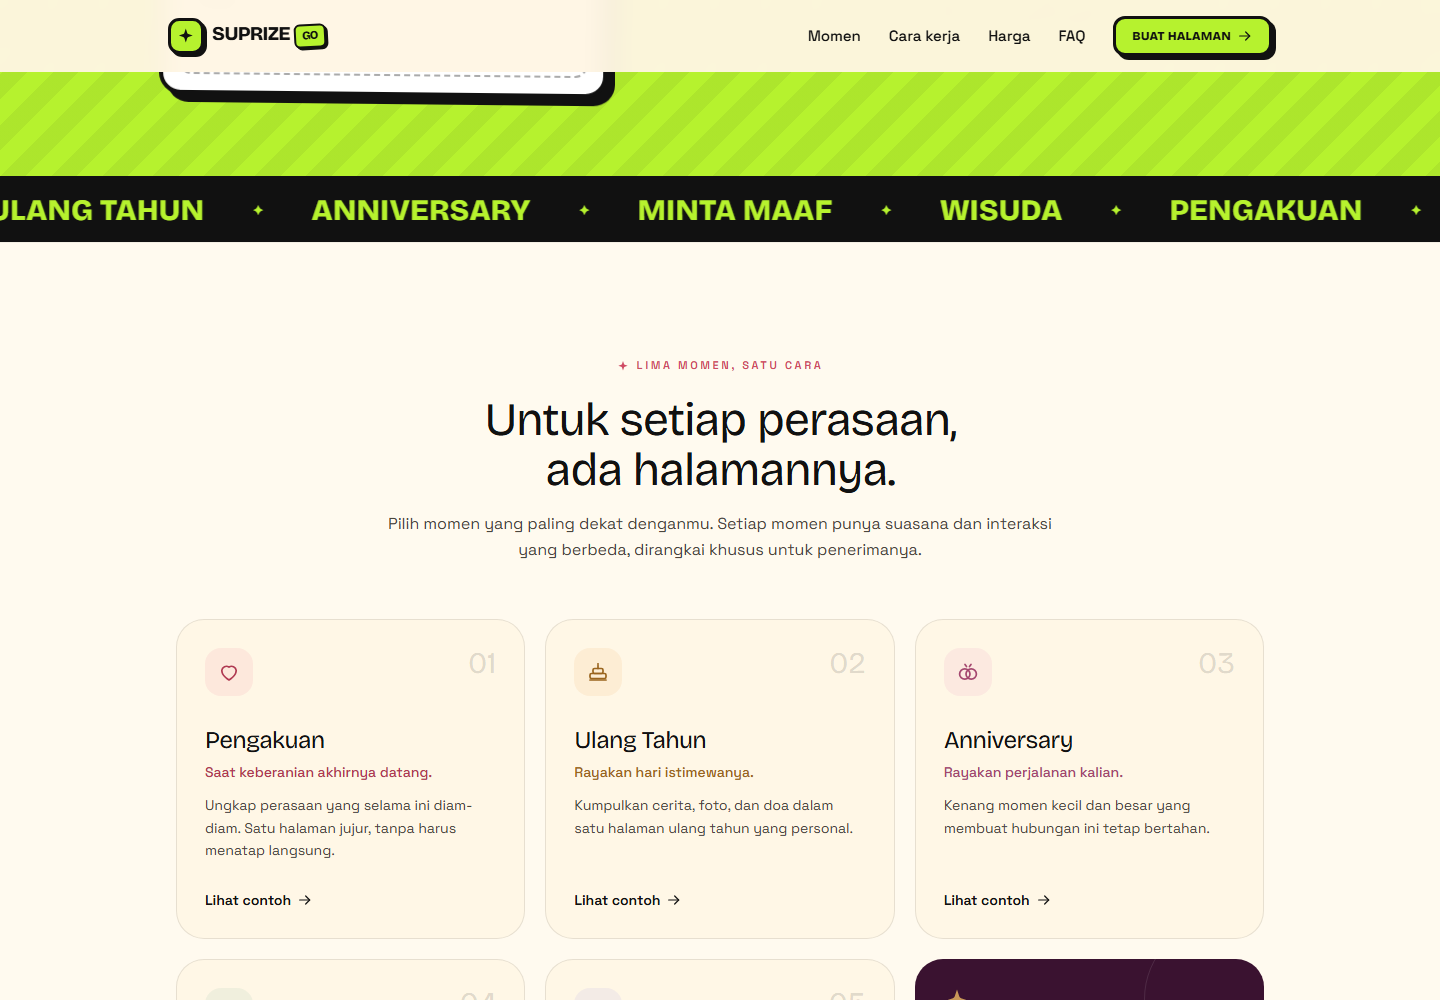 SUPRIZE GO
Momen
Cara kerja
Harga
FAQ
BUAT HALAMAN →
ULANG TAHUN ✦ ANNIVERSARY ✦ MINTA MAAF ✦ WISUDA ✦ PENGAKUAN ✦
✦ LIMA MOMEN, SATU CARA
Untuk setiap perasaan,
ada halamannya.
Pilih momen yang paling dekat denganmu. Setiap momen punya suasana dan interaksi
yang berbeda, dirangkai khusus untuk penerimanya.
01
Pengakuan
Saat keberanian akhirnya datang.
Ungkap perasaan yang selama ini diam-
diam. Satu halaman jujur, tanpa harus
menatap langsung.
Lihat contoh →
02
Ulang Tahun
Rayakan hari istimewanya.
Kumpulkan cerita, foto, dan doa dalam
satu halaman ulang tahun yang personal.
Lihat contoh →
03
Anniversary
Rayakan perjalanan kalian.
Kenang momen kecil dan besar yang
membuat hubungan ini tetap bertahan.
Lihat contoh →
04
05